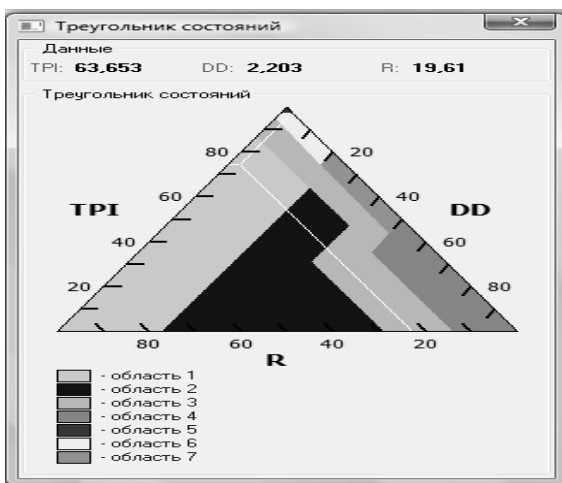 Треугольник состояний
Данные
TPI: 63,653 DD: 2,203 R: 19,61
Треугольник состояний
80 20
60 40
TPI DD
40 60
20 80
80 60 40 20
R
- область 1
- область 2
- область 3
- область 4
- область 5
- область 6
- область 7